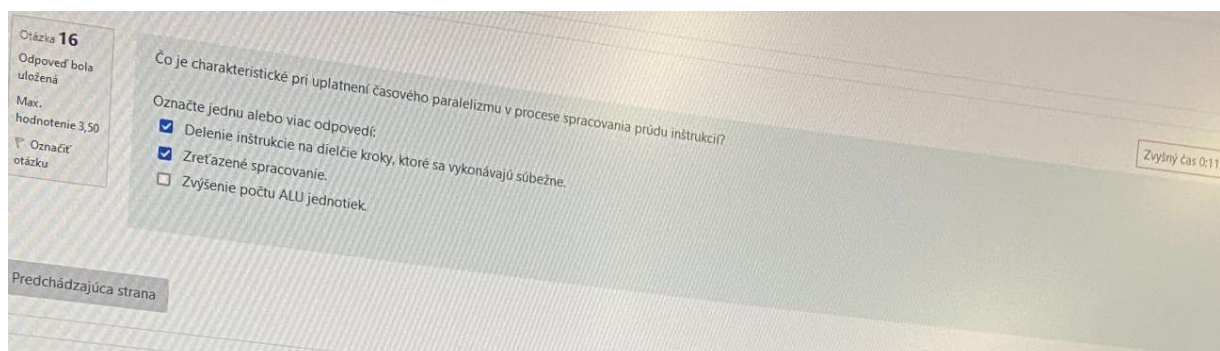 Otázka 16
Odpoveď bola
uložená
Max.
hodnotenie 3,50
Označiť
otázku
Čo je charakteristické pri uplatnení časového paralelizmu v procese spracovania prúdu inštrukcií?
Označte jednu alebo viac odpovedí:
Delenie inštrukcie na dielčie kroky, ktoré sa vykonávajú súbežne.
Zreťazené spracovanie.
Zvýšenie počtu ALU jednotiek.
Zvyšný čas 0:11
Predchádzajúca strana